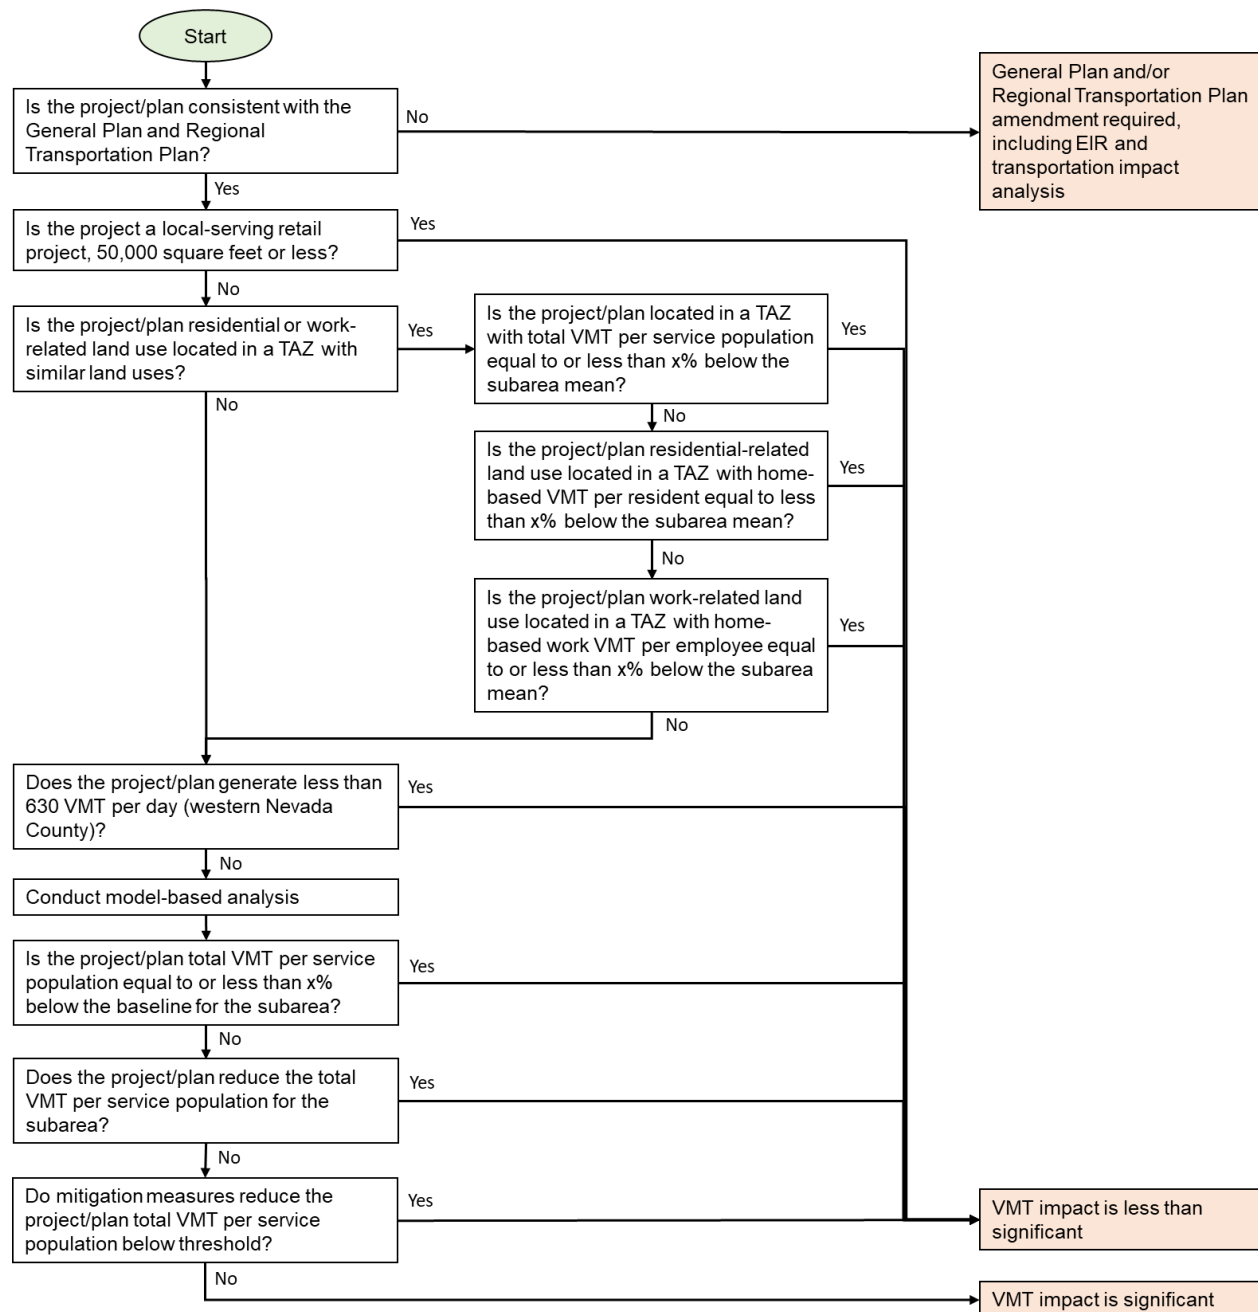 Start
Is the project/plan consistent with the
General Plan and Regional
Transportation Plan?
No
General Plan and/or
Regional Transportation Plan
amendment required,
including EIR and
transportation impact
analysis
Yes
Is the project a local-serving retail
project, 50,000 square feet or less?
Yes
No
Is the project/plan residential or work-
related land use located in a TAZ with
similar land uses?
Yes
No
Is the project/plan located in a TAZ
with total VMT per service population
equal to or less than x% below the
subarea mean?
Yes
No
Is the project/plan residential-related
land use located in a TAZ with home-
based VMT per resident equal to less
than x% below the subarea mean?
Yes
No
Is the project/plan work-related land
use located in a TAZ with home-
based work VMT per employee equal
to or less than x% below the subarea
mean?
Yes
No
Does the project/plan generate less than
630 VMT per day (western Nevada
County)?
Yes
No
Conduct model-based analysis
Is the project/plan total VMT per service
population equal to or less than x%
below the baseline for the subarea?
Yes
No
Does the project/plan reduce the total
VMT per service population for the
subarea?
Yes
No
Do mitigation measures reduce the
project/plan total VMT per service
population below threshold?
Yes
No
VMT impact is less than
significant
VMT impact is significant